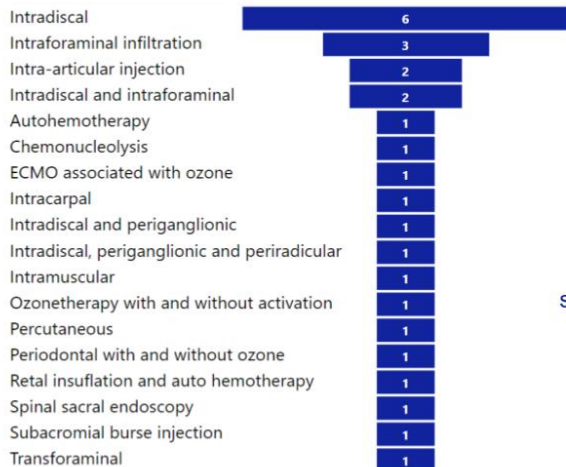 Intradiscal 6
Intraforaminal infiltration 3
Intra-articular injection 2
Intradiscal and intraforaminal 2
Autohemotherapy 1
Chemonucleolysis 1
ECMO associated with ozone 1
Intracarpal 1
Intradiscal and periganglionic 1
Intradiscal, periganglionic and periradicular 1
Intramuscular 1
Ozonetherapy with and without activation 1
Percutaneous 1
Periodontal with and without ozone 1
Retal insuflation and auto hemotherapy 1
Spinal sacral endoscopy 1
Subacromial burse injection 1
Transforaminal 1